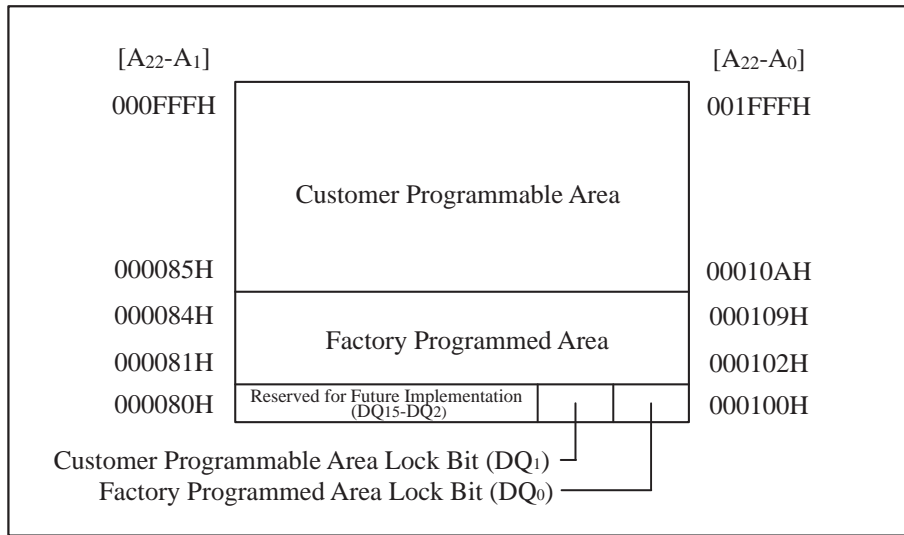 [A22-A1] [A22-A0]
000FFFH 001FFFH
Customer Programmable Area
000085H 00010AH
000084H 000109H
Factory Programmed Area
000081H 000102H
Reserved for Future Implementation
(DQ15-DQ2)
000080H 000100H
Customer Programmable Area Lock Bit (DQ1)
Factory Programmed Area Lock Bit (DQ0)